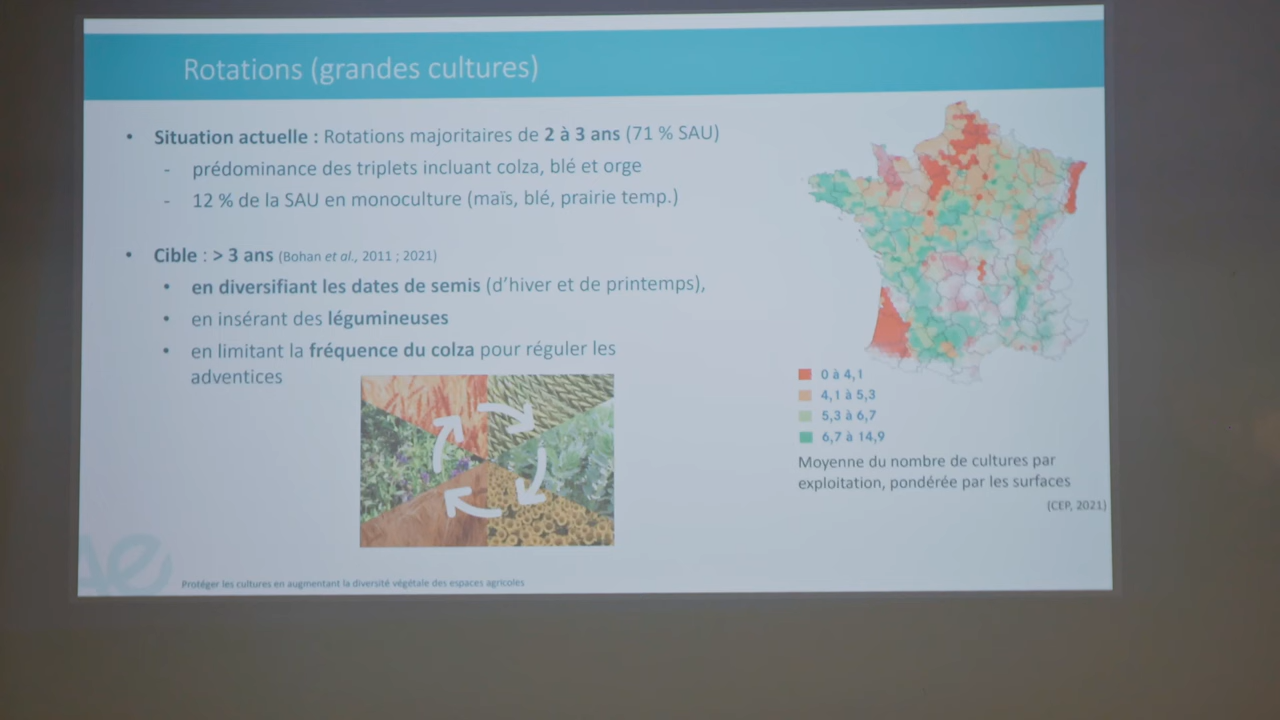 Rotations (grandes cultures)
• Situation actuelle : Rotations majoritaires de 2 à 3 ans (71 % SAU)
- prédominance des triplets incluant colza, blé et orge
- 12 % de la SAU en monoculture (maïs, blé, prairie temp.)
• Cible : > 3 ans (Bohan et al., 2011 ; 2021)
• en diversifiant les dates de semis (d'hiver et de printemps),
• en insérant des légumineuses
• en limitant la fréquence du colza pour réguler les
adventices
0 à 4,1
4,1 à 5,3
5,3 à 6,7
6,7 à 14,9
Moyenne du nombre de cultures par
exploitation, pondérée par les surfaces
(CEP, 2021)
Protéger les cultures en augmentant la diversité végétale des espaces agricoles